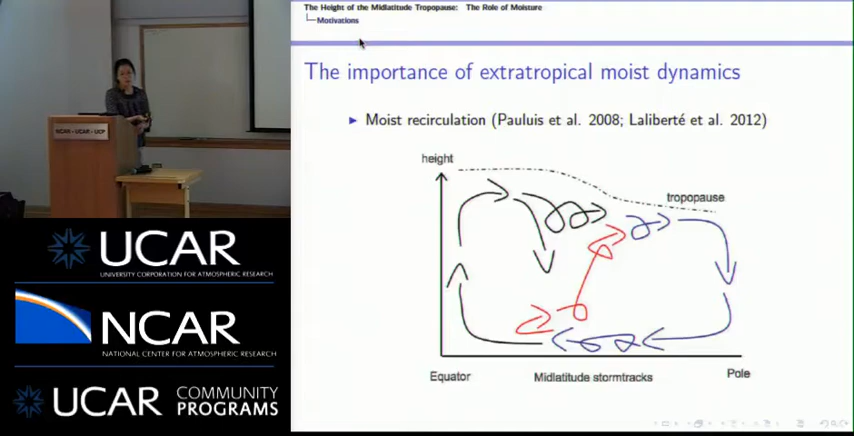 The Height of the Midlatitude Tropopause: The Role of Moisture
Motivations
The importance of extratropical moist dynamics
Moist recirculation (Pauluis et al. 2008; Laliberté et al. 2012)
height
tropopause
Equator
Midlatitude stormtracks
Pole
NCAR • UCAR • UCP
UCAR
UNIVERSITY CORPORATION FOR ATMOSPHERIC RESEARCH
NCAR
NATIONAL CENTER FOR ATMOSPHERIC RESEARCH
UCAR
COMMUNITY
PROGRAMS